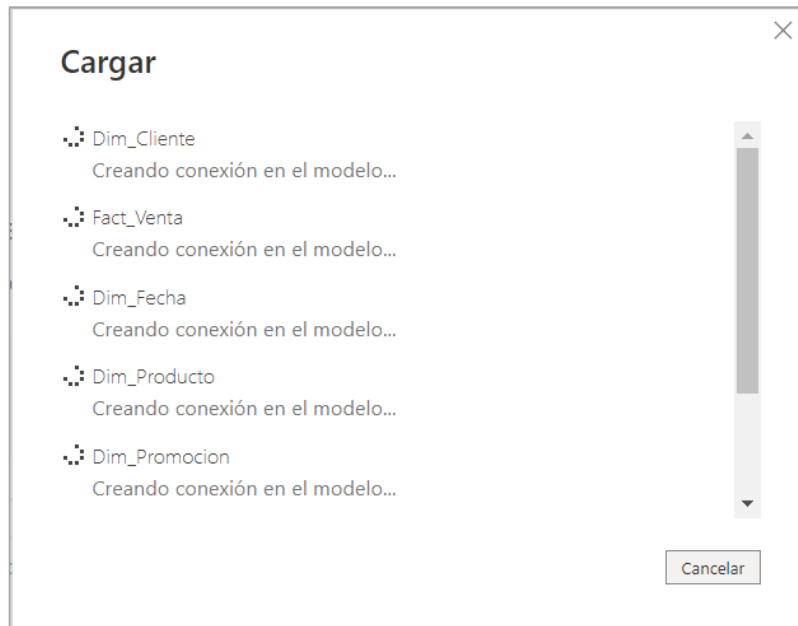 Cargar
Dim_Cliente
Creando conexión en el modelo...
Fact_Venta
Creando conexión en el modelo...
Dim_Fecha
Creando conexión en el modelo...
Dim_Producto
Creando conexión en el modelo...
Dim_Promocion
Creando conexión en el modelo...
Cancelar